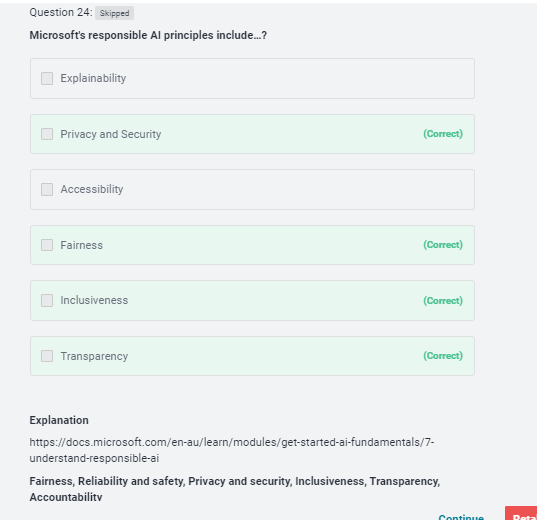 Question 24: Skipped
Microsoft's responsible AI principles include...?
Explainability
Privacy and Security (Correct)
Accessibility
Fairness (Correct)
Inclusiveness (Correct)
Transparency (Correct)
Explanation
https://docs.microsoft.com/en-au/learn/modules/get-started-ai-fundamentals/7-
understand-responsible-ai
Fairness, Reliability and safety, Privacy and security, Inclusiveness, Transparency,
Accountability
Continue